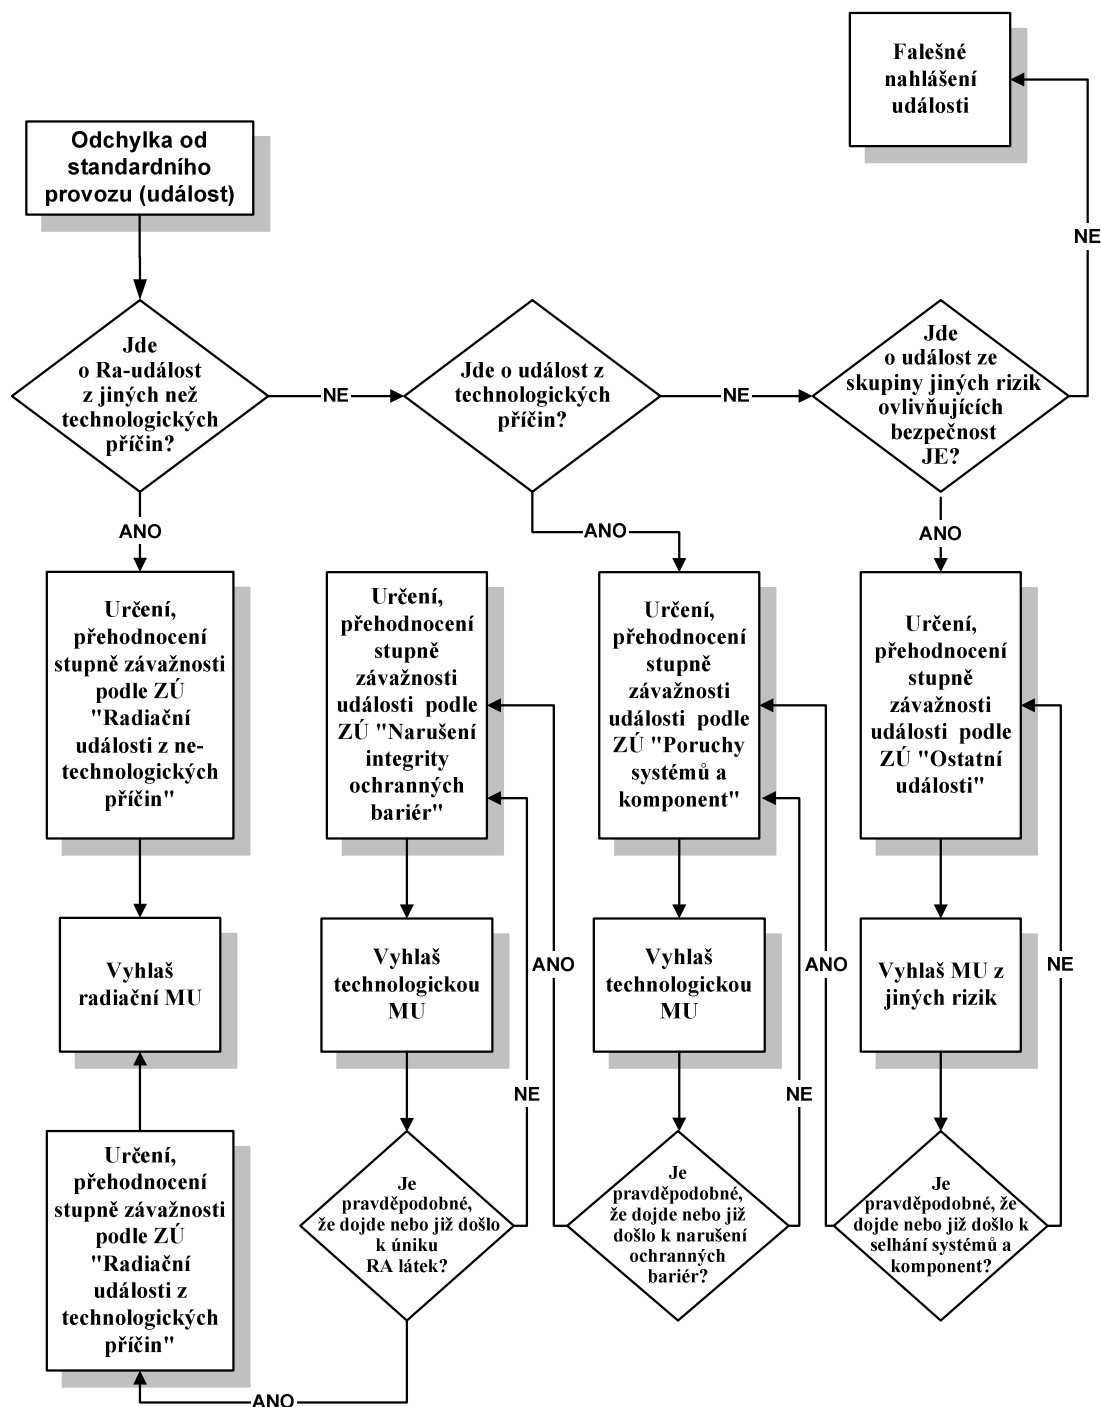 Falešné
nahlášení
události
Odchylka od
standardního
provozu (událost)
NE
Jde
o Ra-událost
z jiných než
technologických
příčin?
NE
Jde o událost z
technologických
příčin?
NE
Jde
o událost ze
skupiny jiných rizik
ovlivňujících
bezpečnost
JE?
ANO
ANO
ANO
Určení,
přehodnocení
stupně závažnosti
podle ZÚ
"Radiační
události z ne-
technologických
příčin"
Určení,
přehodnocení
stupně
závažnosti
události podle
ZÚ "Narušení
integrity
ochranných
bariér"
Určení,
přehodnocení
stupně
závažnosti
události podle
ZÚ "Poruchy
systémů a
komponent"
Určení,
přehodnocení
stupně
závažnosti
události podle
ZÚ "Ostatní
události"
Vyhlaš
radiační MU
Vyhlaš
technologickou
MU
ANO
Vyhlaš
technologickou
MU
ANO
Vyhlaš MU z
jiných rizik
NE
NE
NE
Určení,
přehodnocení
stupně závažnosti
podle ZÚ
"Radiační
události z
technologických
příčin"
Je
pravděpodobné,
že dojde nebo již došlo
k úniku
RA látek?
Je
pravděpodobné,
že dojde nebo již
došlo k narušení
ochranných
bariér?
Je
pravděpodobné, že
dojde nebo již došlo k
selhání systémů a
komponent?
ANO